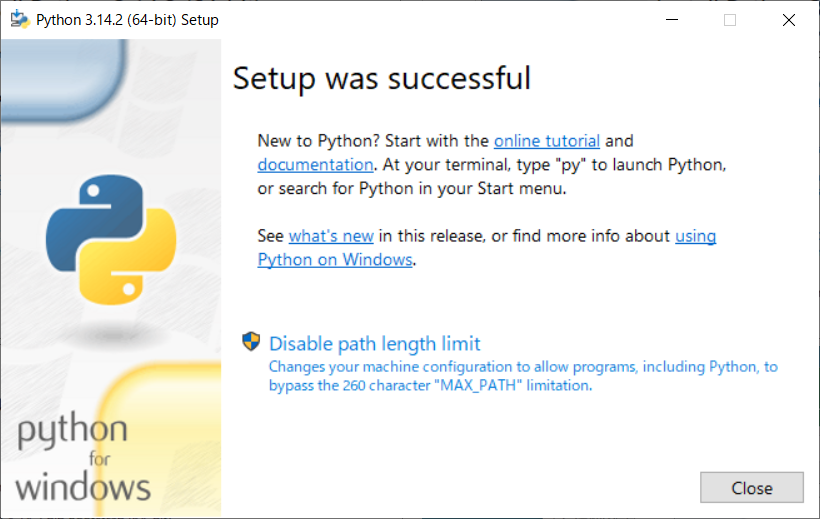 Python 3.14.2 (64-bit) Setup
Setup was successful
New to Python? Start with the online tutorial and
documentation. At your terminal, type "py" to launch Python,
or search for Python in your Start menu.
See what's new in this release, or find more info about using
Python on Windows.
Disable path length limit
Changes your machine configuration to allow programs, including Python, to
bypass the 260 character "MAX_PATH" limitation.
python
for
windows
Close